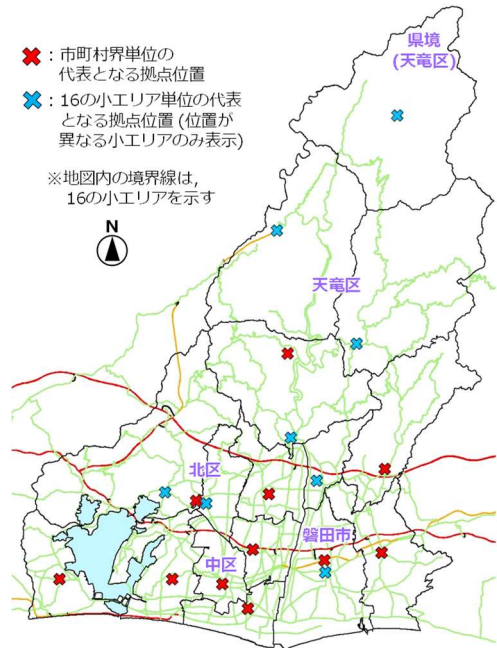 県境
(天竜区)
：市町村界単位の
代表となる拠点位置
：16の小エリア単位の代表
となる拠点位置 (位置が
異なる小エリアのみ表示)
※地図内の境界線は,
16の小エリアを示す
N
天竜区
北区
磐田市
中区